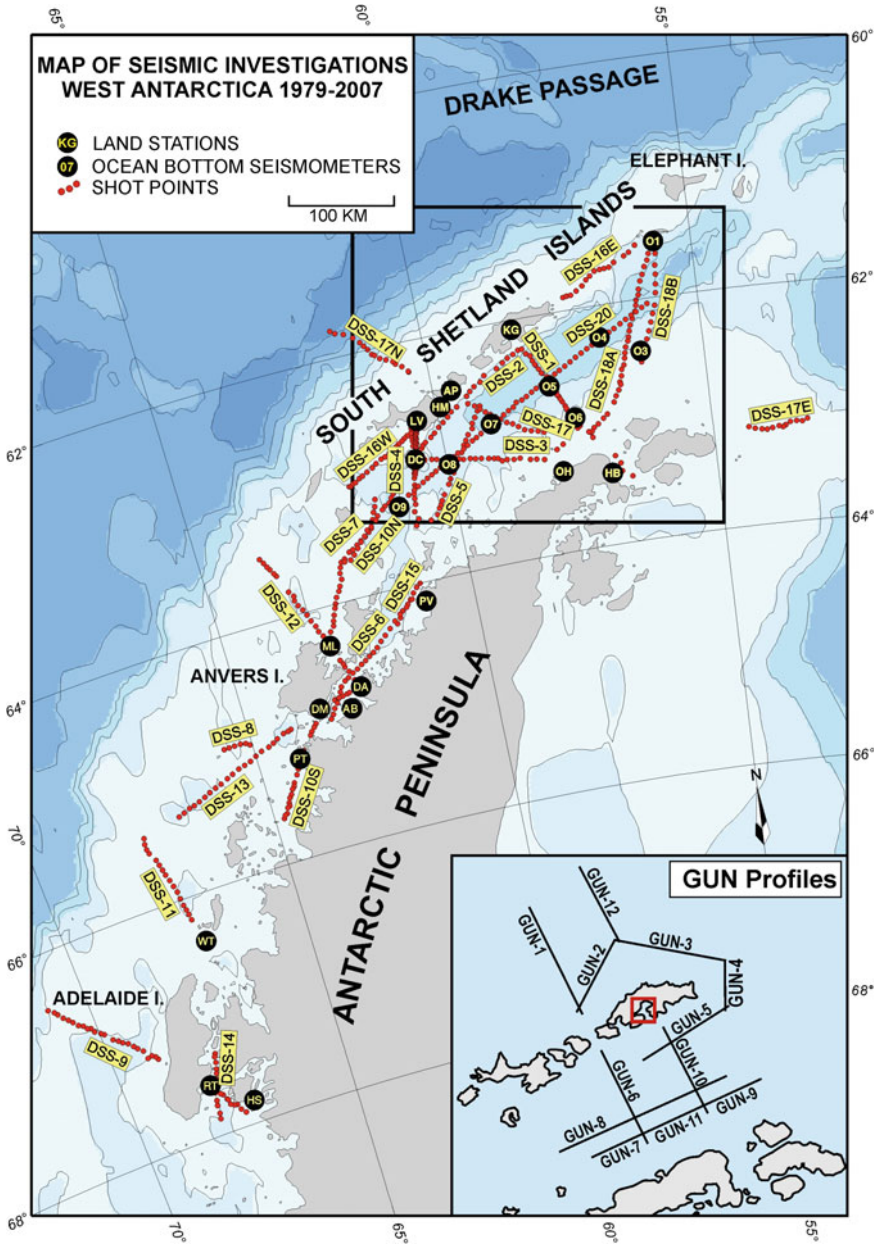 65°
55°
60°
MAP OF SEISMIC INVESTIGATIONS
WEST ANTARCTICA 1979-2007
KG LAND STATIONS
07 OCEAN BOTTOM SEISMOMETERS
SHOT POINTS
100 KM
DRAKE PASSAGE
ELEPHANT I.
SOUTH SHETLAND ISLANDS
O1
DSS-16E
62°
DSS-18B
DSS-20
DSS-17N
KG
O4
O3
DSS-1
DSS-2
DSS-18A
AP
HM
O5
LV
O7
O6
DSS-17
DSS-17E
62°
DSS-16W
DSS-4
DC
O8
DSS-3
OH
HB
O9
DSS-5
64°
DSS-7
DSS-10N
DSS-12
DSS-15
DSS-6
PV
ML
ANVERS I.
DA
DM
AB
64°
DSS-8
PT
66°
DSS-13
DSS-10S
N
ANTARCTIC PENINSULA
70°
DSS-11
WT
66°
ADELAIDE I.
68°
DSS-9
DSS-14
RT
HS
GUN Profiles
GUN-12
GUN-1
GUN-2
GUN-3
GUN-4
GUN-5
GUN-6
GUN-10
GUN-8
GUN-9
GUN-7
GUN-11
68°
70°
65°
60°
55°